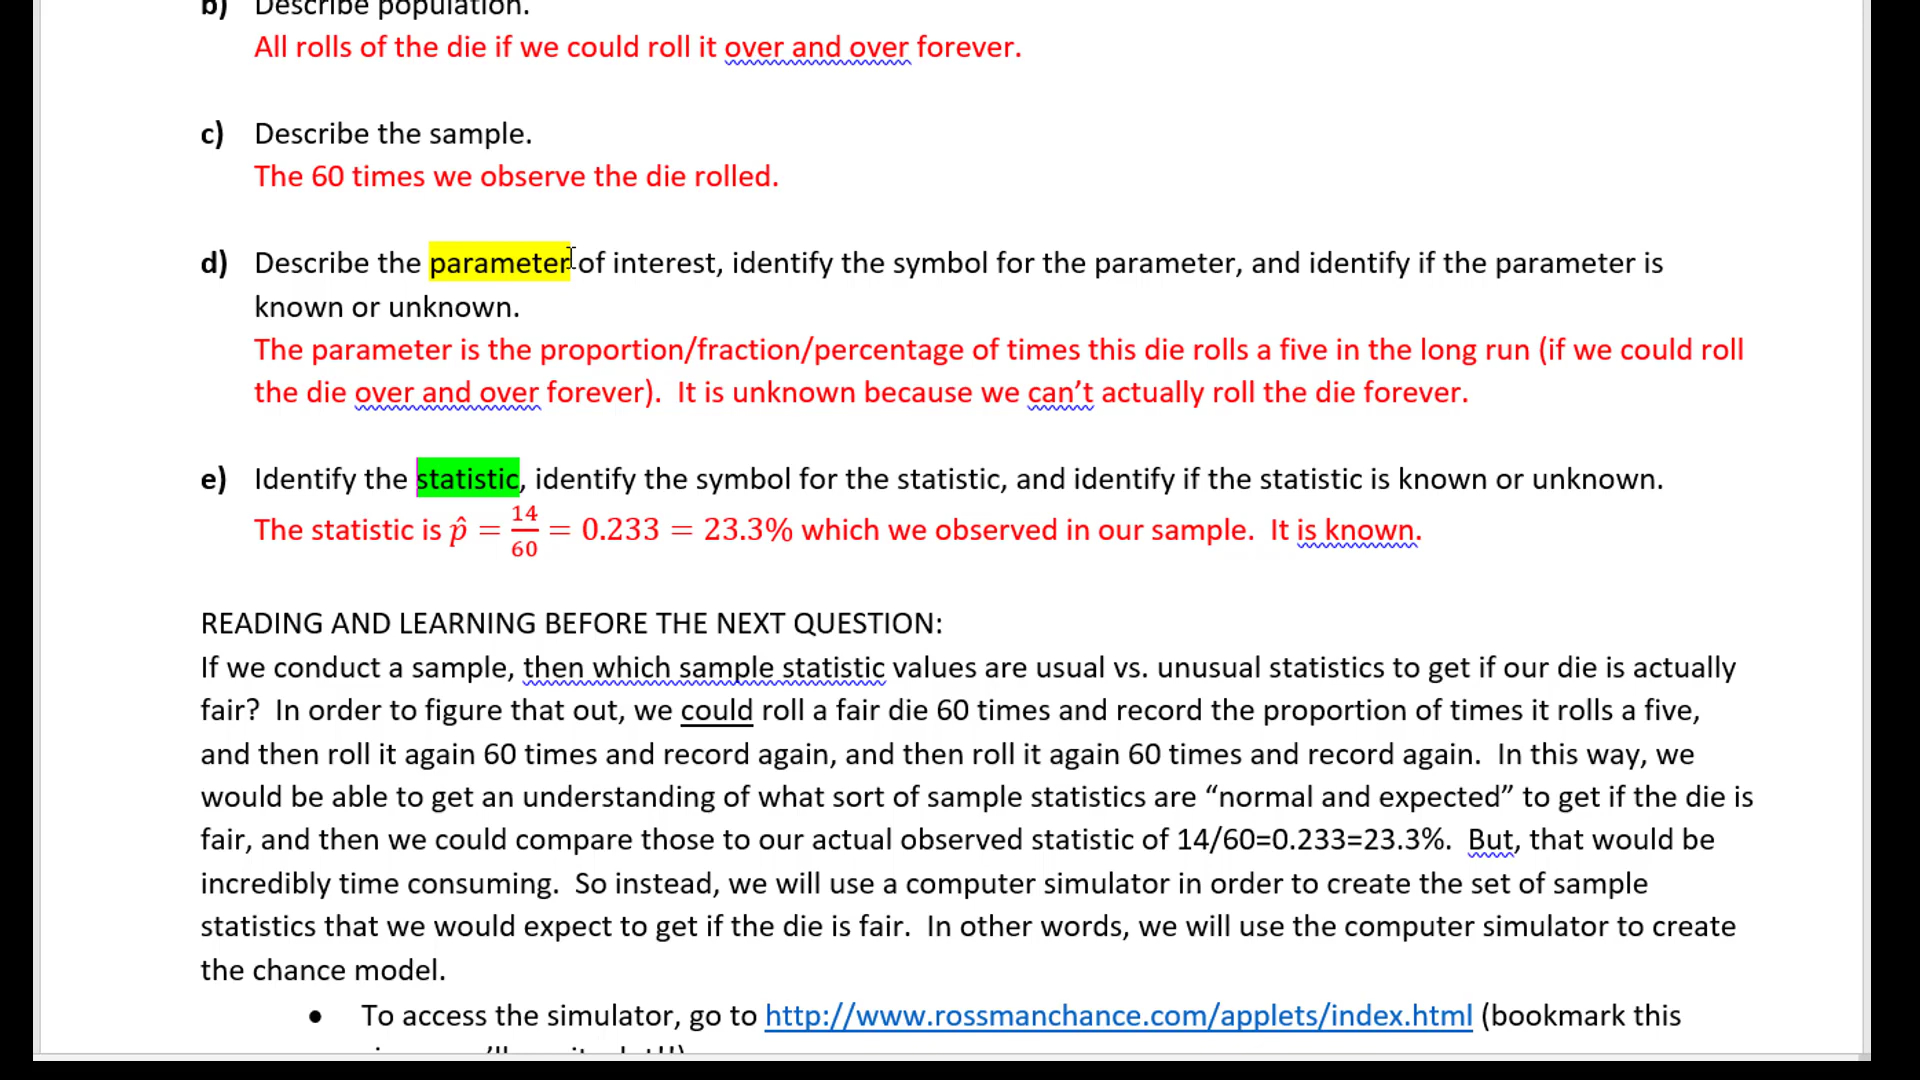 b) Describe population.
All rolls of the die if we could roll it over and over forever.
c) Describe the sample.
The 60 times we observe the die rolled.
d) Describe the parameter of interest, identify the symbol for the parameter, and identify if the parameter is
known or unknown.
The parameter is the proportion/fraction/percentage of times this die rolls a five in the long run (if we could roll
the die over and over forever).  It is unknown because we can't actually roll the die forever.
e) Identify the statistic, identify the symbol for the statistic, and identify if the statistic is known or unknown.
The statistic is p̂ = 14/60 = 0.233 = 23.3% which we observed in our sample.  It is known.
READING AND LEARNING BEFORE THE NEXT QUESTION:
If we conduct a sample, then which sample statistic values are usual vs. unusual statistics to get if our die is actually
fair?  In order to figure that out, we could roll a fair die 60 times and record the proportion of times it rolls a five,
and then roll it again 60 times and record again, and then roll it again 60 times and record again.  In this way, we
would be able to get an understanding of what sort of sample statistics are “normal and expected” to get if the die is
fair, and then we could compare those to our actual observed statistic of 14/60=0.233=23.3%.  But, that would be
incredibly time consuming.  So instead, we will use a computer simulator in order to create the set of sample
statistics that we would expect to get if the die is fair.  In other words, we will use the computer simulator to create
the chance model.
• To access the simulator, go to http://www.rossmanchance.com/applets/index.html (bookmark this